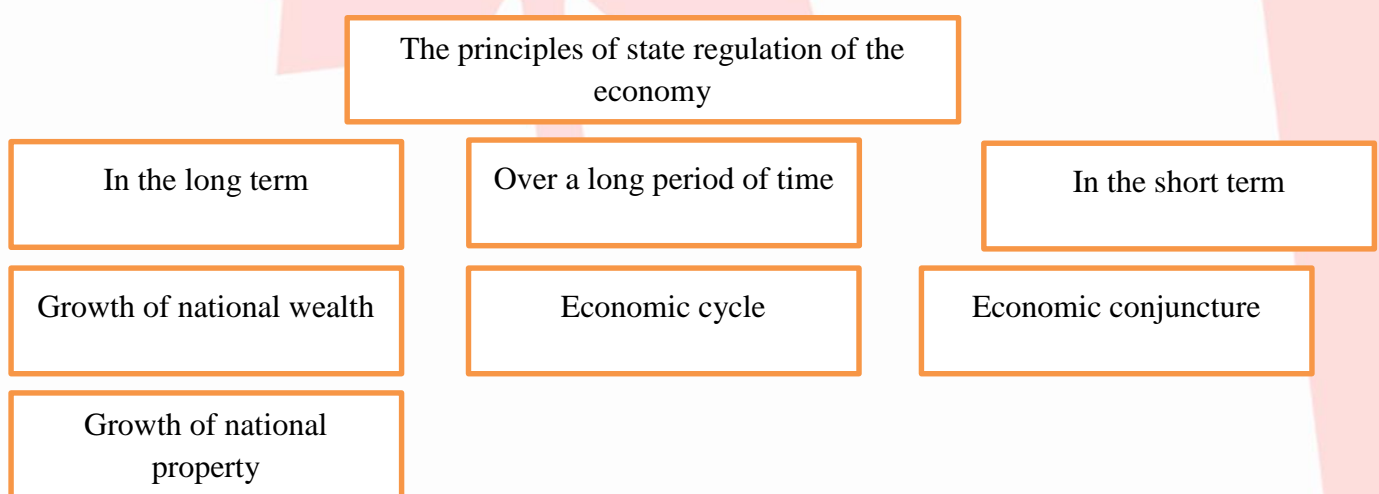 The principles of state regulation of the
economy
In the long term
Over a long period of time
In the short term
Growth of national wealth
Economic cycle
Economic conjuncture
Growth of national
property